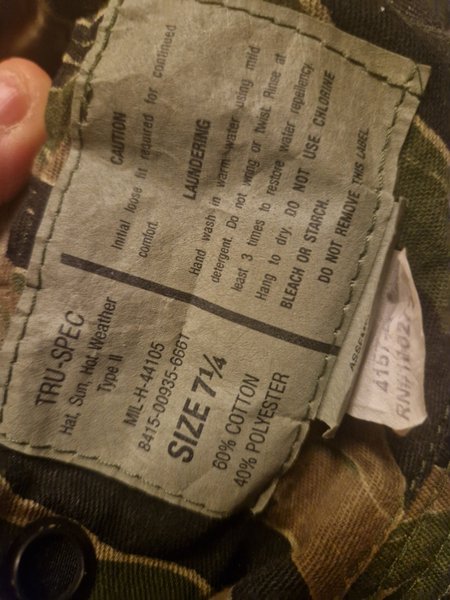 TRU-SPEC
Hat, Sun, Hot Weather
Type II
MIL-H-44105
8415-00935-6661
SIZE 7¼
60% COTTON
40% POLYESTER
CAUTION
Initial loose fit required for continued
comfort.
LAUNDERING
Hand wash in warm water using mild
detergent. Do not wring or twist. Rinse at
least 3 times to restore water repellency.
Hang to dry. DO NOT USE CHLORINE
BLEACH OR STARCH.
DO NOT REMOVE THIS LABEL